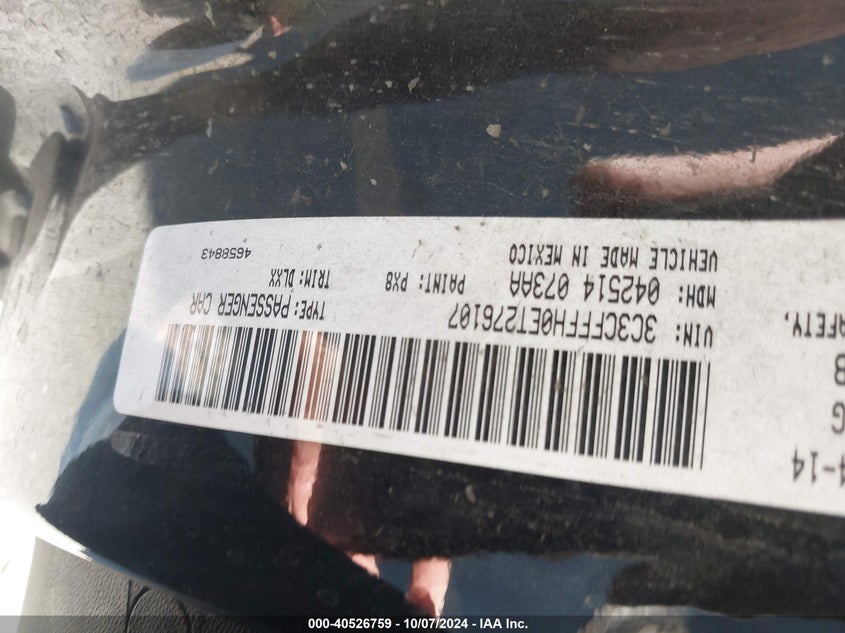 4-14
G
B
AFETY.
VIN: 3C3CFFFH0ET276107
TYPE: PASSENGER CAR
MDH: 042514 073AA
PAINT: PX8
TRIM: DLXX
VEHICLE MADE IN MEXICO
4658843
000-40526759 - 10/07/2024 - IAA Inc.